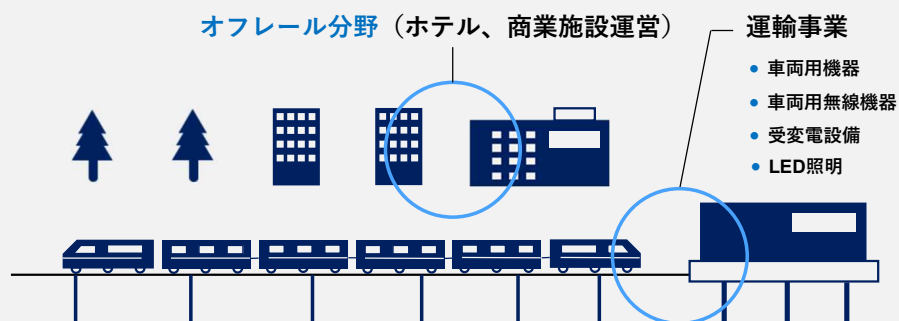 オフレール分野（ホテル、商業施設運営）
運輸事業
● 車両用機器
● 車両用無線機器
● 受変電設備
● LED照明